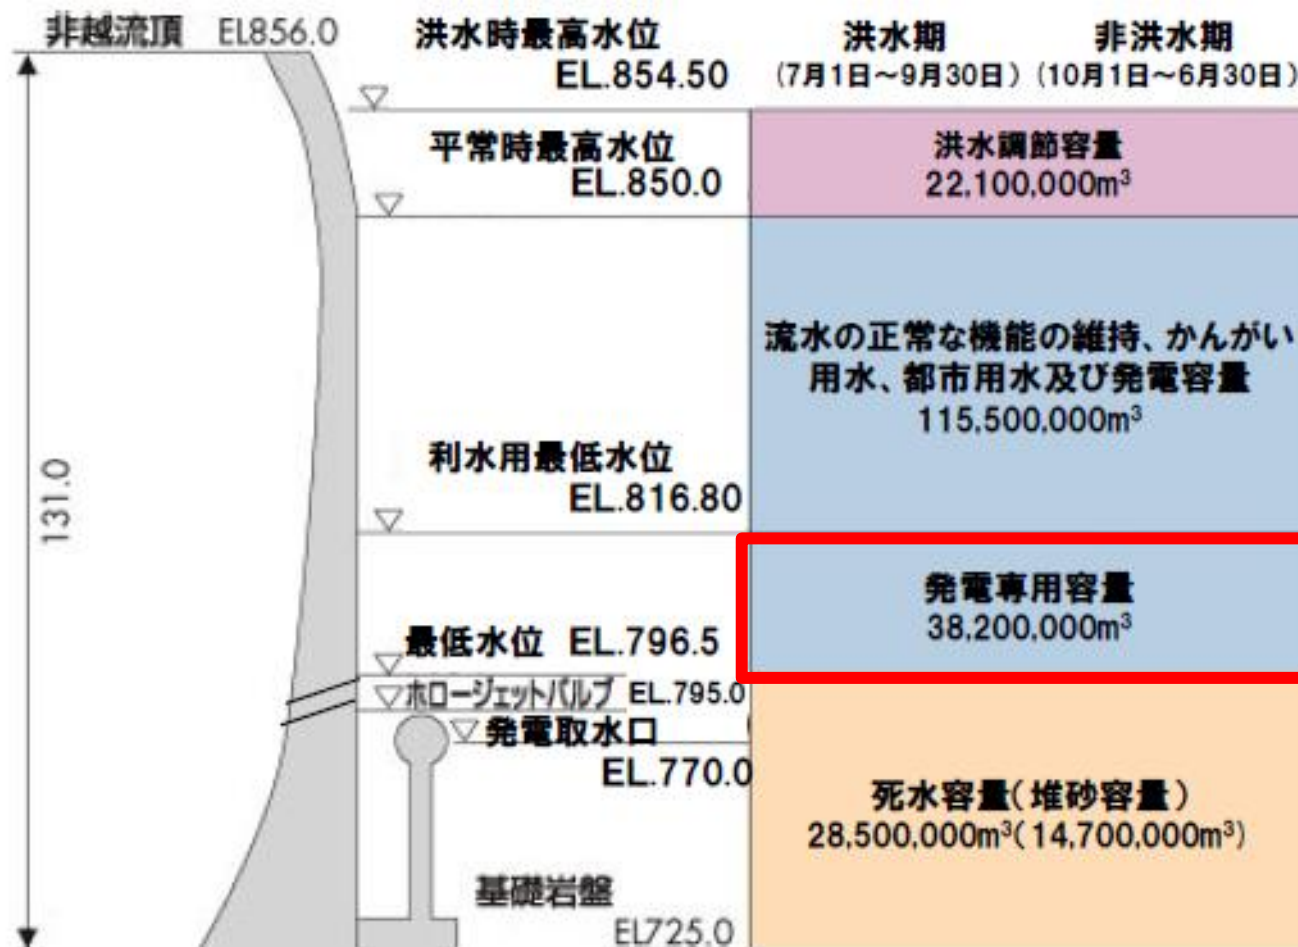 非越流頂 EL856.0
洪水時最高水位
EL.854.50
洪水期
(7月1日～9月30日)
非洪水期
(10月1日～6月30日)
平常時最高水位
EL.850.0
洪水調節容量
22,100,000m³
流水の正常な機能の維持、かんがい
用水、都市用水及び発電容量
115,500,000m³
131.0
利水用最低水位
EL.816.80
発電専用容量
38,200,000m³
最低水位 EL.796.5
ホロージェットバルブ EL.795.0
発電取水口
EL.770.0
死水容量(堆砂容量)
28,500,000m³(14,700,000m³)
基礎岩盤
EL725.0